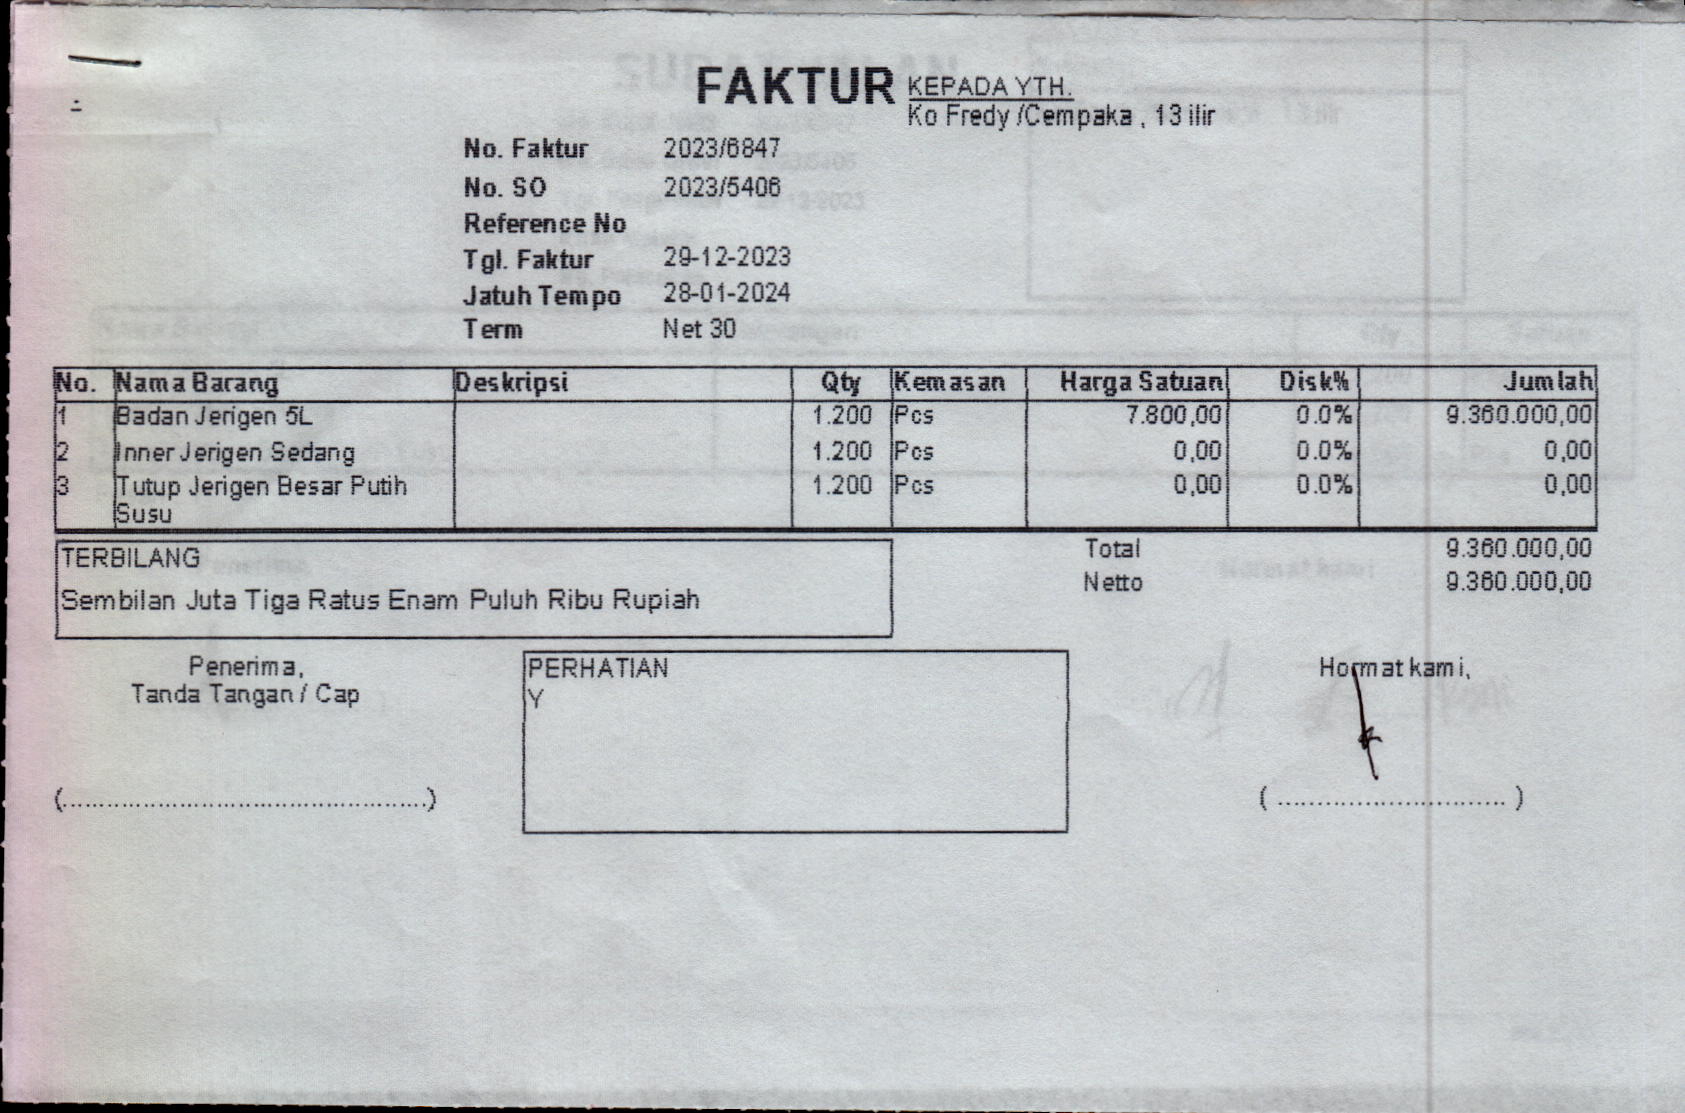 FAKTUR
KEPADA YTH.
Ko Fredy /Cempaka , 13 ilir
No. Faktur 2023/6847
No. SO 2023/5406
Reference No
Tgl. Faktur 29-12-2023
Jatuh Tempo 28-01-2024
Term Net 30
No. Nama Barang Deskripsi Qty Kemasan Harga Satuan Disk% Jumlah
1 Badan Jerigen 5L 1.200 Pcs 7.800,00 0.0% 9.360.000,00
2 Inner Jerigen Sedang 1.200 Pcs 0,00 0.0% 0,00
3 Tutup Jerigen Besar Putih 1.200 Pcs 0,00 0.0% 0,00
Susu
TERBILANG
Sembilan Juta Tiga Ratus Enam Puluh Ribu Rupiah
Total 9.360.000,00
Netto 9.360.000,00
Penerima,
Tanda Tangan / Cap
PERHATIAN
Y
Hormat kami,
(..............................................)
( ............................. )